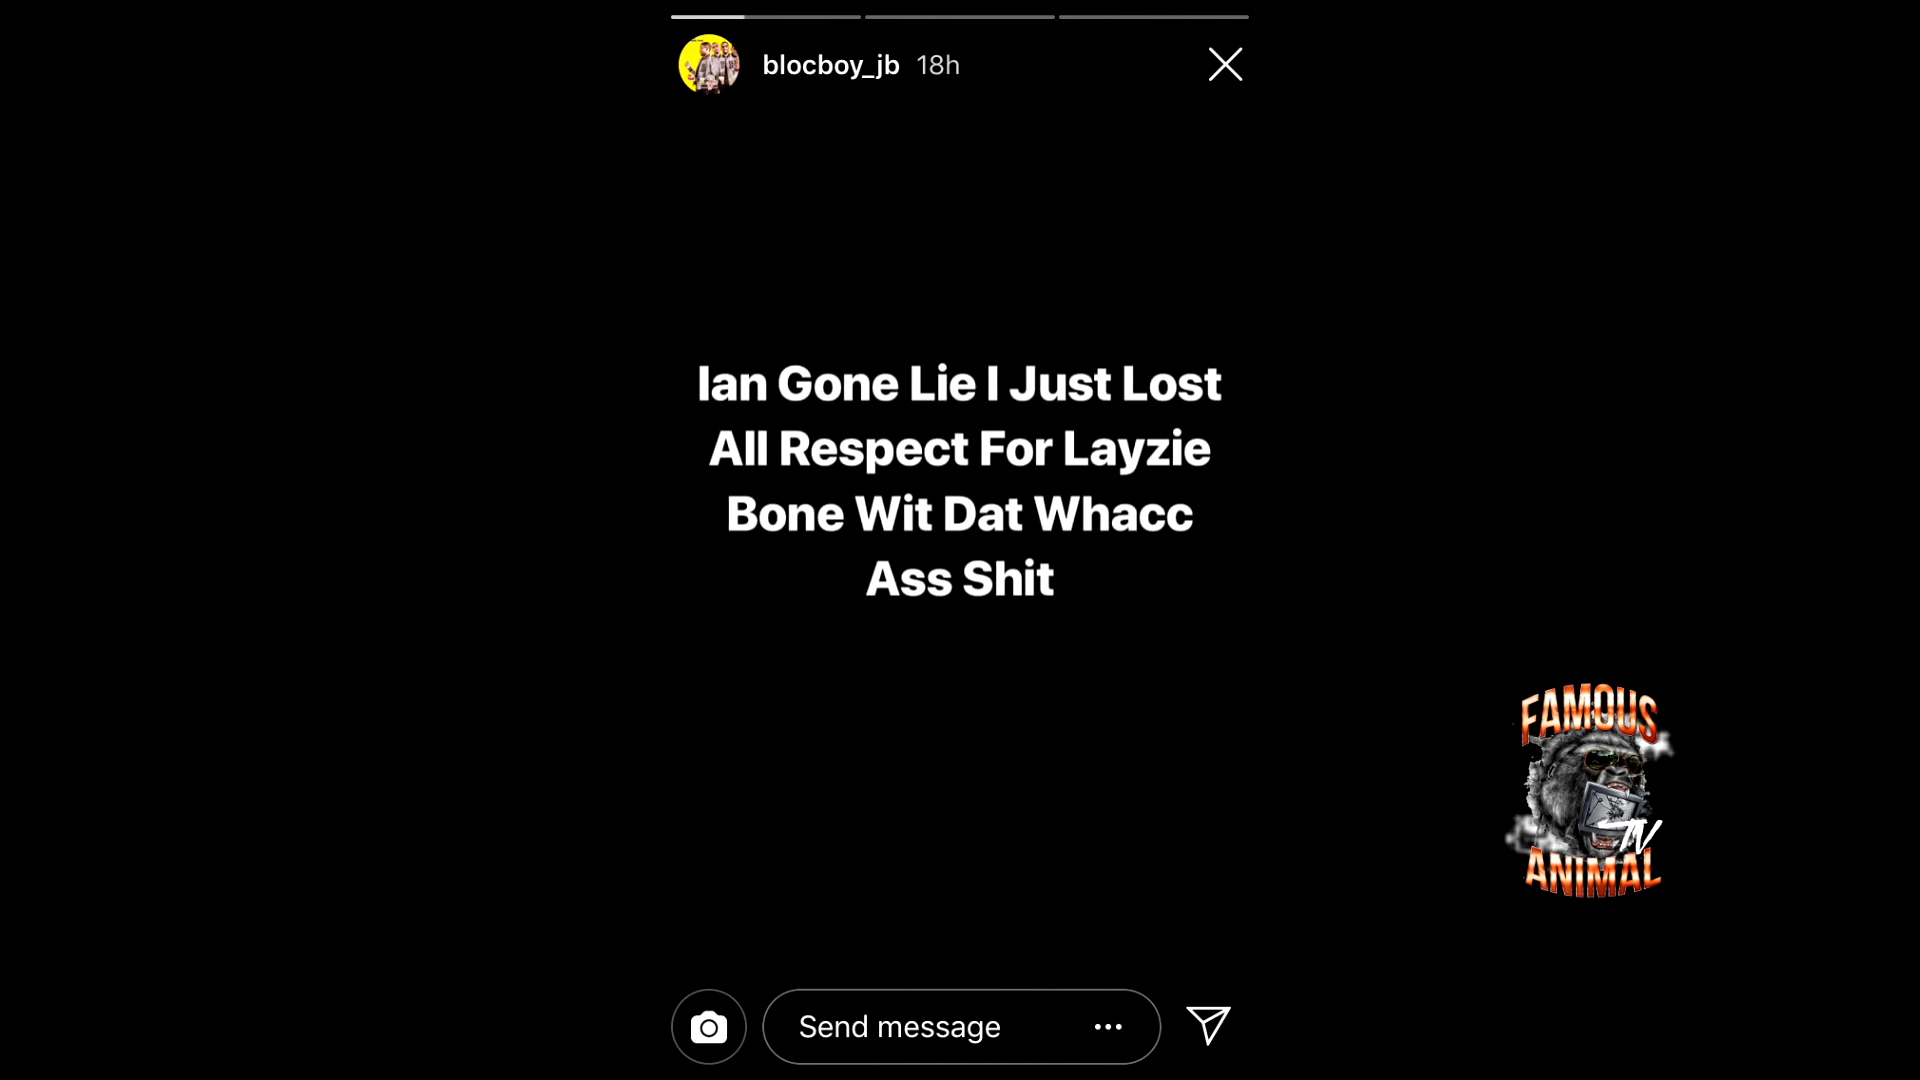 blocboy_jb 18h
Ian Gone Lie I Just Lost
All Respect For Layzie
Bone Wit Dat Whacc
Ass Shit
FAMOUS
TV
ANIMAL
Send message